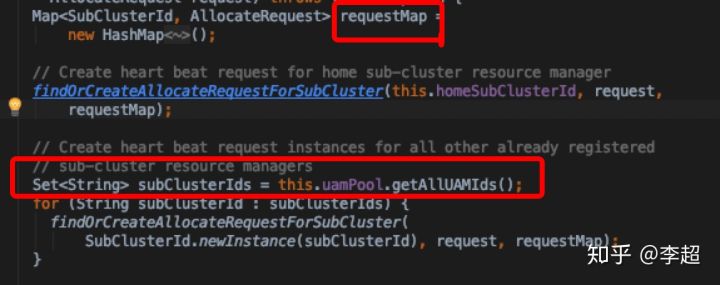 Map<SubClusterId, AllocateRequest> requestMap =
new HashMap<~>();
// Create heart beat request for home sub-cluster resource manager
findOrCreateAllocateRequestForSubCluster(this.homeSubClusterId, request,
requestMap);
// Create heart beat request instances for all other already registered
// sub-cluster resource managers
Set<String> subClusterIds = this.uamPool.getAllUAMIds();
for (String subClusterId : subClusterIds) {
findOrCreateAllocateRequestForSubCluster(
SubClusterId.newInstance(subClusterId), request, requestMap);
}
知乎 @李超